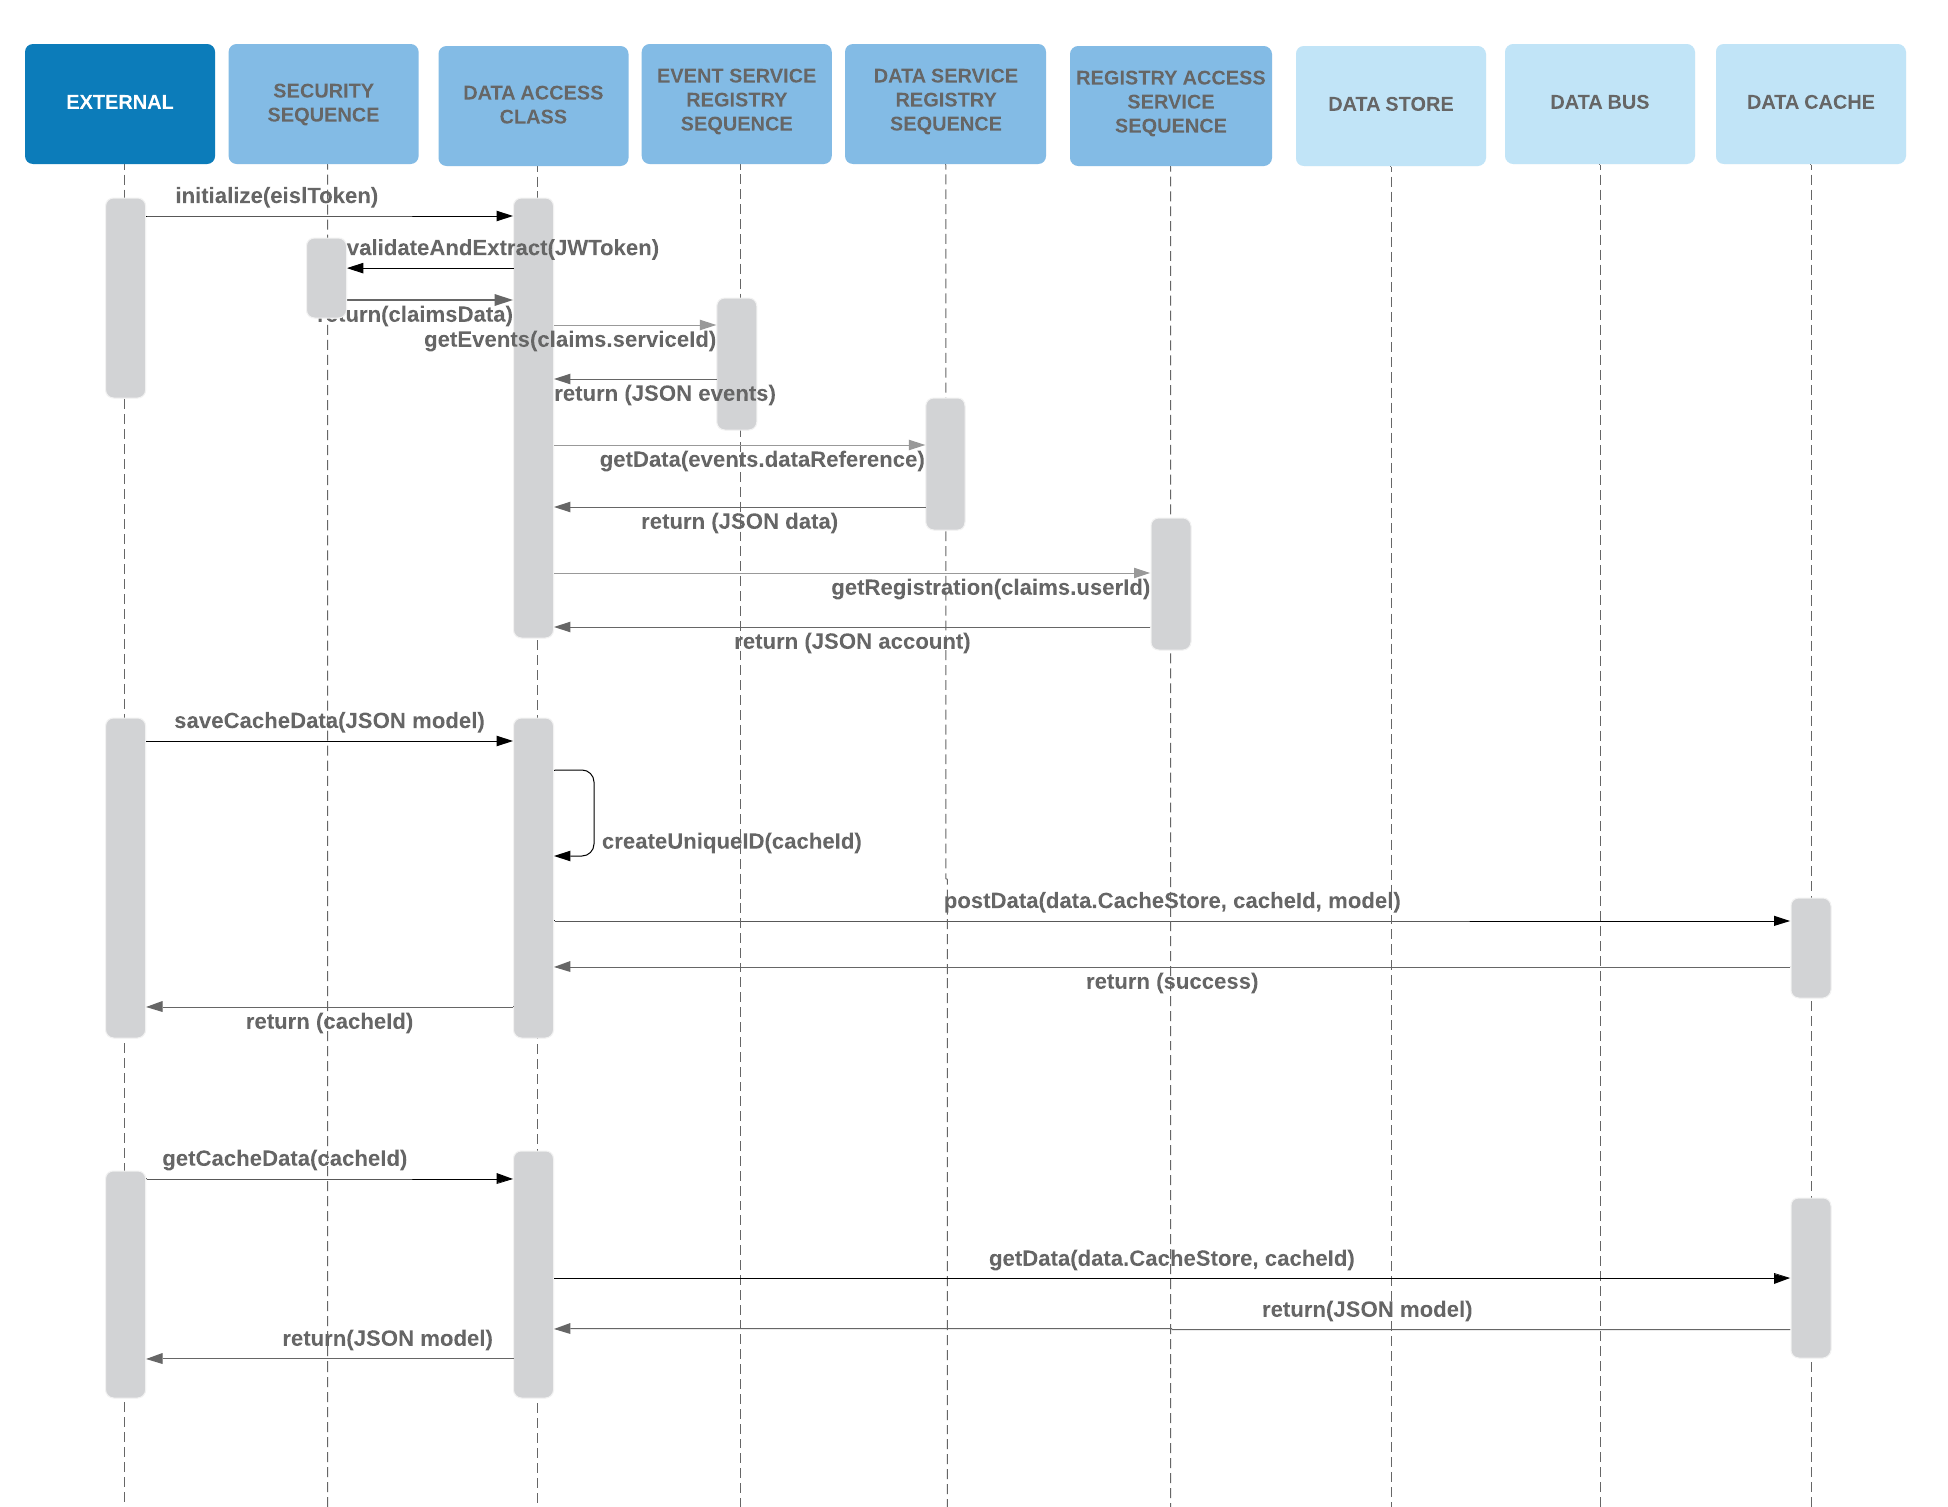 EXTERNAL
SECURITY
SEQUENCE
DATA ACCESS
CLASS
EVENT SERVICE
REGISTRY
SEQUENCE
DATA SERVICE
REGISTRY
SEQUENCE
REGISTRY ACCESS
SERVICE
SEQUENCE
DATA STORE
DATA BUS
DATA CACHE
initialize(eislToken)
validateAndExtract(JWToken)
return(claimsData)
getEvents(claims.serviceId)
return (JSON events)
getData(events.dataReference)
return (JSON data)
getRegistration(claims.userId)
return (JSON account)
saveCacheData(JSON model)
createUniqueID(cacheId)
postData(data.CacheStore, cacheId, model)
return (success)
return (cacheId)
getCacheData(cacheId)
getData(data.CacheStore, cacheId)
return(JSON model)
return(JSON model)